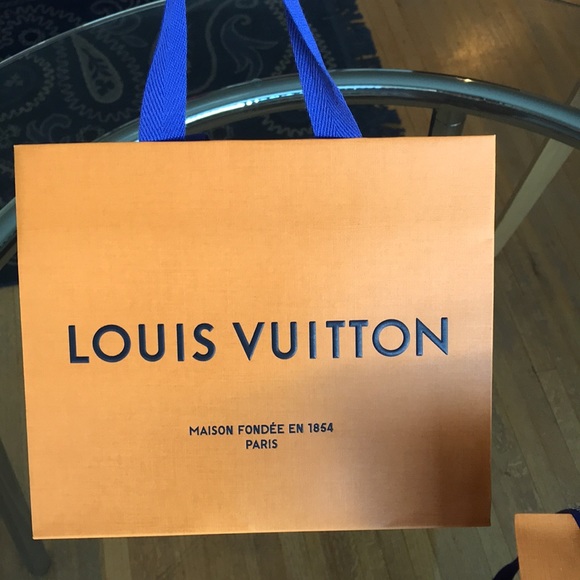 LOUIS VUITTON
MAISON FONDÉE EN 1854
PARIS